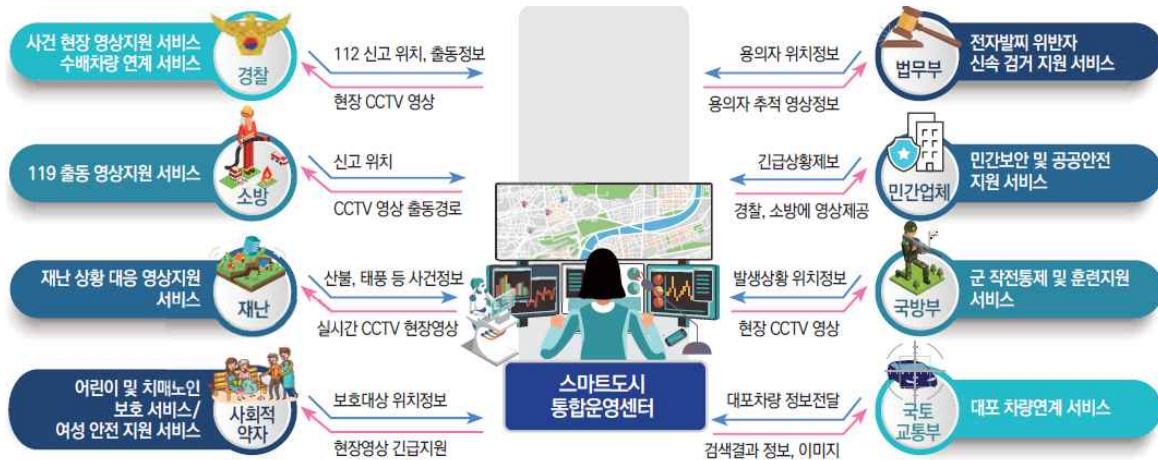 사건 현장 영상지원 서비스
수배차량 연계 서비스
경찰
112 신고 위치, 출동정보
현장 CCTV 영상
용의자 위치정보
용의자 추적 영상정보
법무부
전자발찌 위반자
신속 검거 지원 서비스
119 출동 영상지원 서비스
소방
신고 위치
CCTV 영상 출동경로
긴급상황제보
경찰, 소방에 영상제공
민간업체
민간보안 및 공공안전
지원 서비스
재난 상황 대응 영상지원
서비스
재난
산불, 태풍 등 사건정보
실시간 CCTV 현장영상
발생상황 위치정보
현장 CCTV 영상
국방부
군 작전통제 및 훈련지원
서비스
어린이 및 치매노인
보호 서비스/
여성 안전 지원 서비스
사회적
약자
보호대상 위치정보
현장영상 긴급지원
스마트도시
통합운영센터
대포차량 정보전달
검색결과 정보, 이미지
국토
교통부
대포 차량연계 서비스